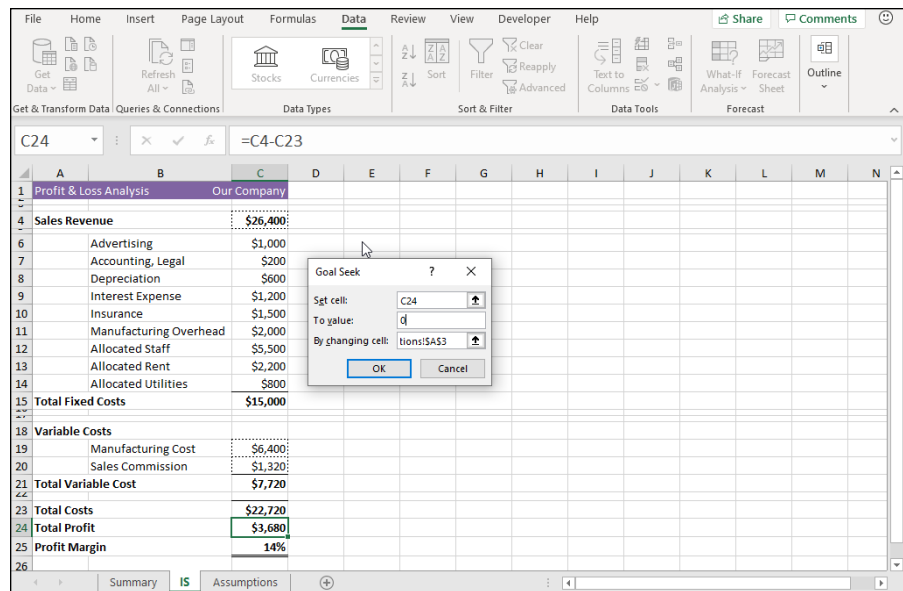 File Home Insert Page Layout Formulas Data Review View Developer Help Share Comments
Get Data Refresh All Stocks Currencies Sort Filter Clear Reapply Advanced Text to Columns What-If Analysis Forecast Sheet Outline
Get & Transform Data Queries & Connections Data Types Sort & Filter Data Tools Forecast
C24 fx =C4-C23
A B C D E F G H I J K L M N
1 Profit & Loss Analysis Our Company
4 Sales Revenue $26,400
6 Advertising $1,000
7 Accounting, Legal $200
8 Depreciation $600
9 Interest Expense $1,200
10 Insurance $1,500
11 Manufacturing Overhead $2,000
12 Allocated Staff $5,500
13 Allocated Rent $2,200
14 Allocated Utilities $800
15 Total Fixed Costs $15,000
18 Variable Costs
19 Manufacturing Cost $6,400
20 Sales Commission $1,320
21 Total Variable Cost $7,720
23 Total Costs $22,720
24 Total Profit $3,680
25 Profit Margin 14%
26
Goal Seek ? ×
Set cell: C24
To value: 0
By changing cell: tions!$A$3
OK Cancel
Summary IS Assumptions